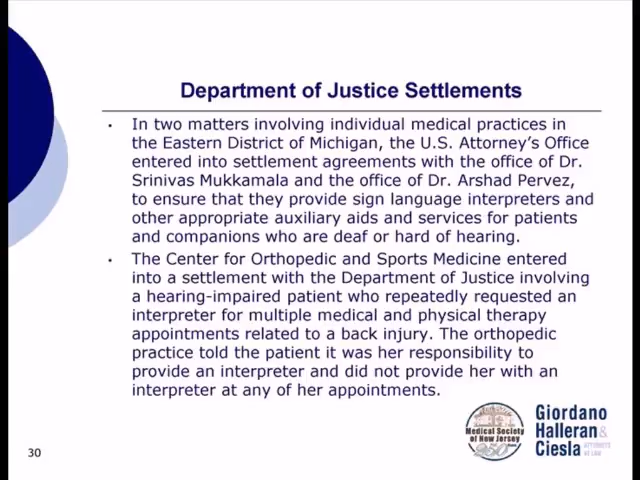 Department of Justice Settlements
• In two matters involving individual medical practices in
the Eastern District of Michigan, the U.S. Attorney's Office
entered into settlement agreements with the office of Dr.
Srinivas Mukkamala and the office of Dr. Arshad Pervez,
to ensure that they provide sign language interpreters and
other appropriate auxiliary aids and services for patients
and companions who are deaf or hard of hearing.
• The Center for Orthopedic and Sports Medicine entered
into a settlement with the Department of Justice involving
a hearing-impaired patient who repeatedly requested an
interpreter for multiple medical and physical therapy
appointments related to a back injury. The orthopedic
practice told the patient it was her responsibility to
provide an interpreter and did not provide her with an
interpreter at any of her appointments.
Medical Society
of New Jersey
250
Giordano
Halleran &
Ciesla
ATTORNEYS
AT LAW
30